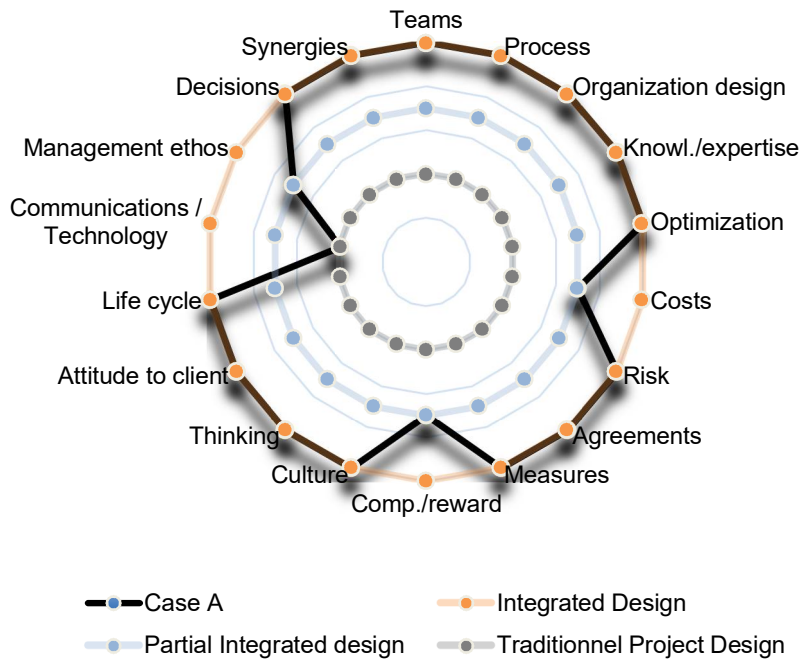 Teams
Synergies
Process
Decisions
Organization design
Management ethos
Knowl./expertise
Communications /
Technology
Optimization
Life cycle
Costs
Attitude to client
Risk
Thinking
Agreements
Culture
Measures
Comp./reward
Case A
Integrated Design
Partial Integrated design
Traditionnel Project Design